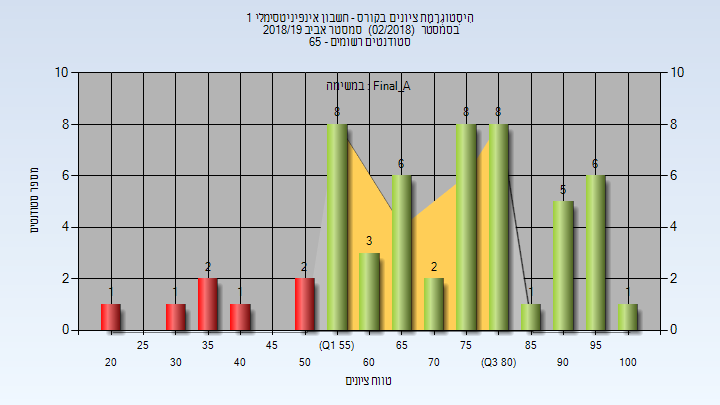 היסטוגרמת ציונים בקורס - חשבון אינפיניטסימלי 1
בסמסטר (02/2018) סמסטר אביב 2018/19
סטודנטים רשומים - 65
במשימה : Final_A
מספר סטודנטים
10 10
8 8
6 6
4 4
2 2
0 0
1 1 2 1 2 8 3 6 2 8 8 1 5 6 1
25 35 45 (Q1 55) 65 75 85 95
20 30 40 50 60 70 (Q3 80) 90 100
טווח ציונים